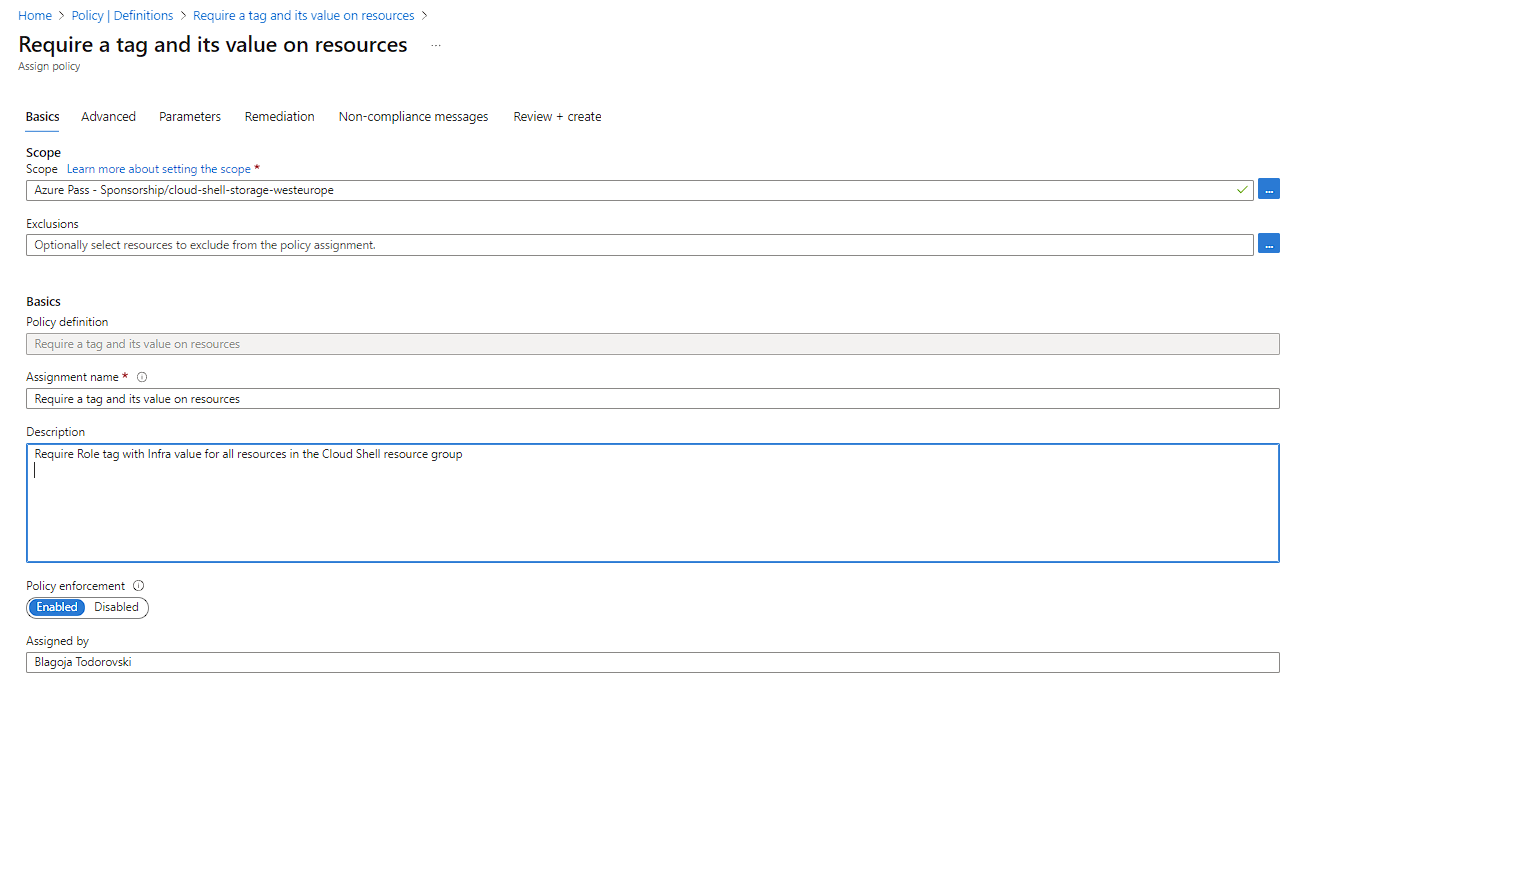 Home > Policy | Definitions > Require a tag and its value on resources >
Require a tag and its value on resources ...
Assign policy
Basics Advanced Parameters Remediation Non-compliance messages Review + create
Scope
Scope Learn more about setting the scope *
Azure Pass - Sponsorship/cloud-shell-storage-westeurope ...
Exclusions
Optionally select resources to exclude from the policy assignment. ...
Basics
Policy definition
Require a tag and its value on resources
Assignment name *
Require a tag and its value on resources
Description
Require Role tag with Infra value for all resources in the Cloud Shell resource group
Policy enforcement
Enabled Disabled
Assigned by
Blagoja Todorovski